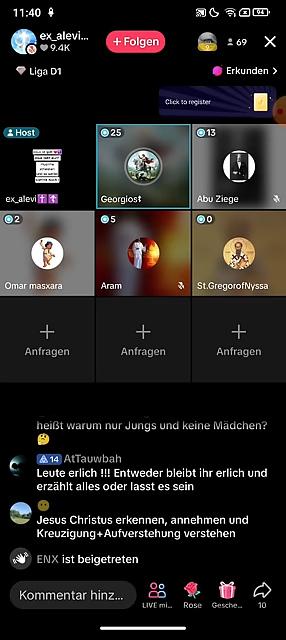 11:40
94
ex_alevi...
9.4K
+ Folgen
69
Liga D1
Erkunden >
Click to register
Host
25
13
ex_alevi
Georgios
Abu Ziege
2
5
0
Omar masxara
Aram
St.GregorofNyssa
Anfragen
Anfragen
Anfragen
heißt warum nur Jungs und keine Mädchen?
14 AtTauwbah
Leute erlich !!! Entweder bleibt ihr erlich und
erzählt alles oder lasst es sein
Jesus Christus erkennen, annehmen und
Kreuzigung+Aufverstehung verstehen
ENX ist beigetreten
Kommentar hinz...
LIVE mi...
Rose
Gesche...
10